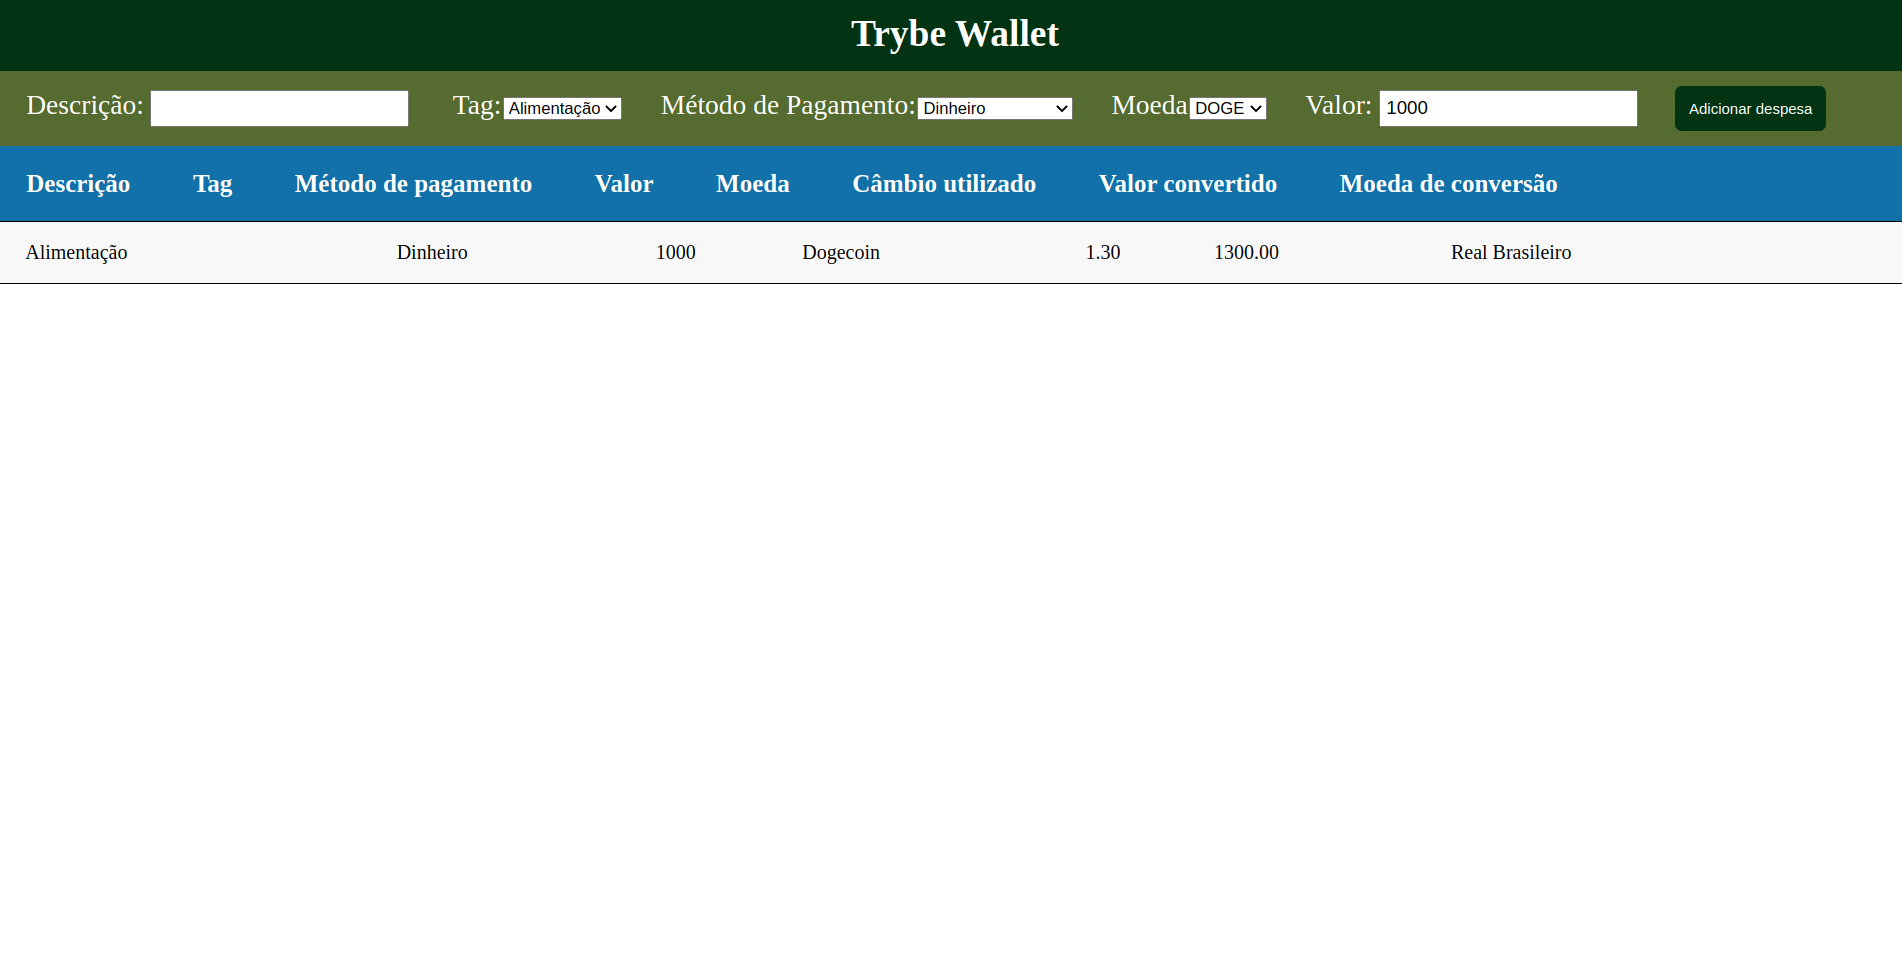 Trybe Wallet
Descrição: Tag: Alimentação Método de Pagamento: Dinheiro Moeda DOGE Valor: 1000 Adicionar despesa
Descrição Tag Método de pagamento Valor Moeda Câmbio utilizado Valor convertido Moeda de conversão
Alimentação Dinheiro 1000 Dogecoin 1.30 1300.00 Real Brasileiro